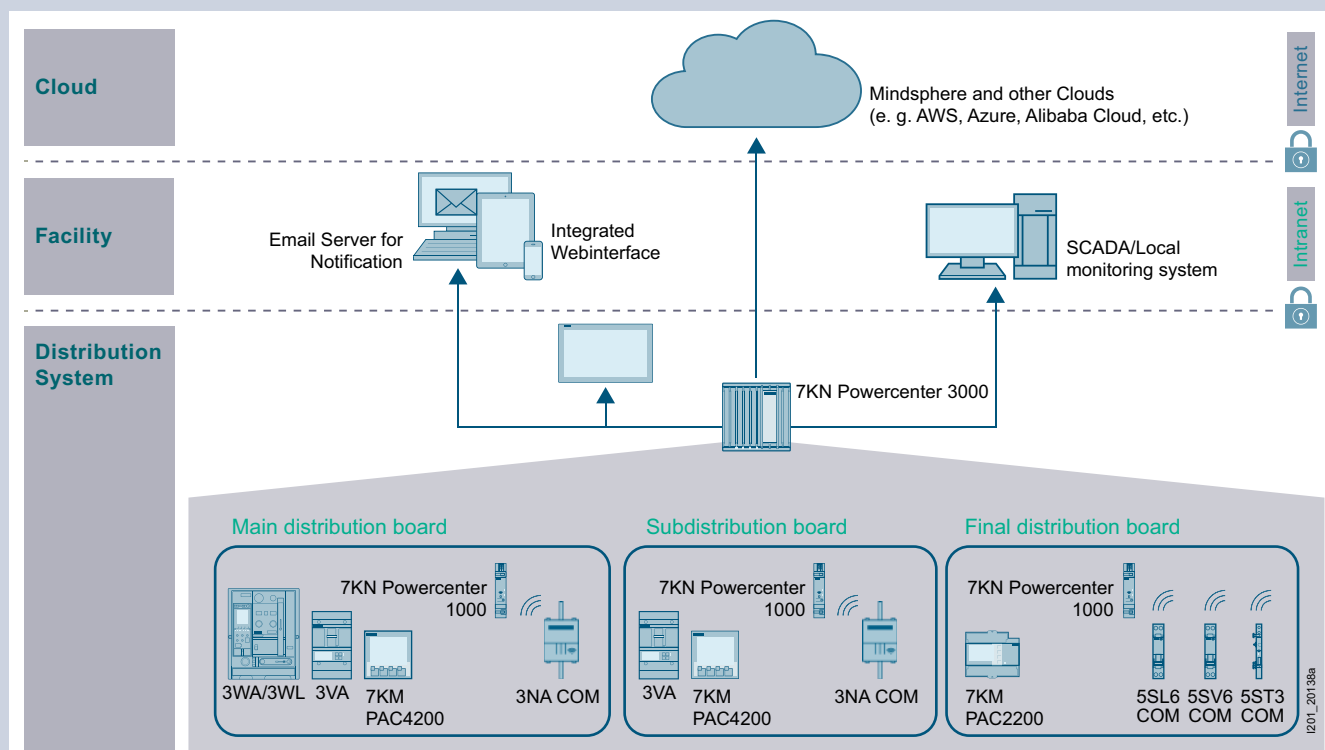 Cloud
Mindsphere and other Clouds
(e. g. AWS, Azure, Alibaba Cloud, etc.)
Internet
Facility
Email Server for
Notification
Integrated
Webinterface
SCADA/Local
monitoring system
Intranet
Distribution
System
7KN Powercenter 3000
Main distribution board
7KN Powercenter
1000
3WA/3WL
3VA
7KM
PAC4200
3NA COM
Subdistribution board
7KN Powercenter
1000
3VA
7KM
PAC4200
3NA COM
Final distribution board
7KN Powercenter
1000
7KM
PAC2200
5SL6
COM
5SV6
COM
5ST3
COM
I201_20138a